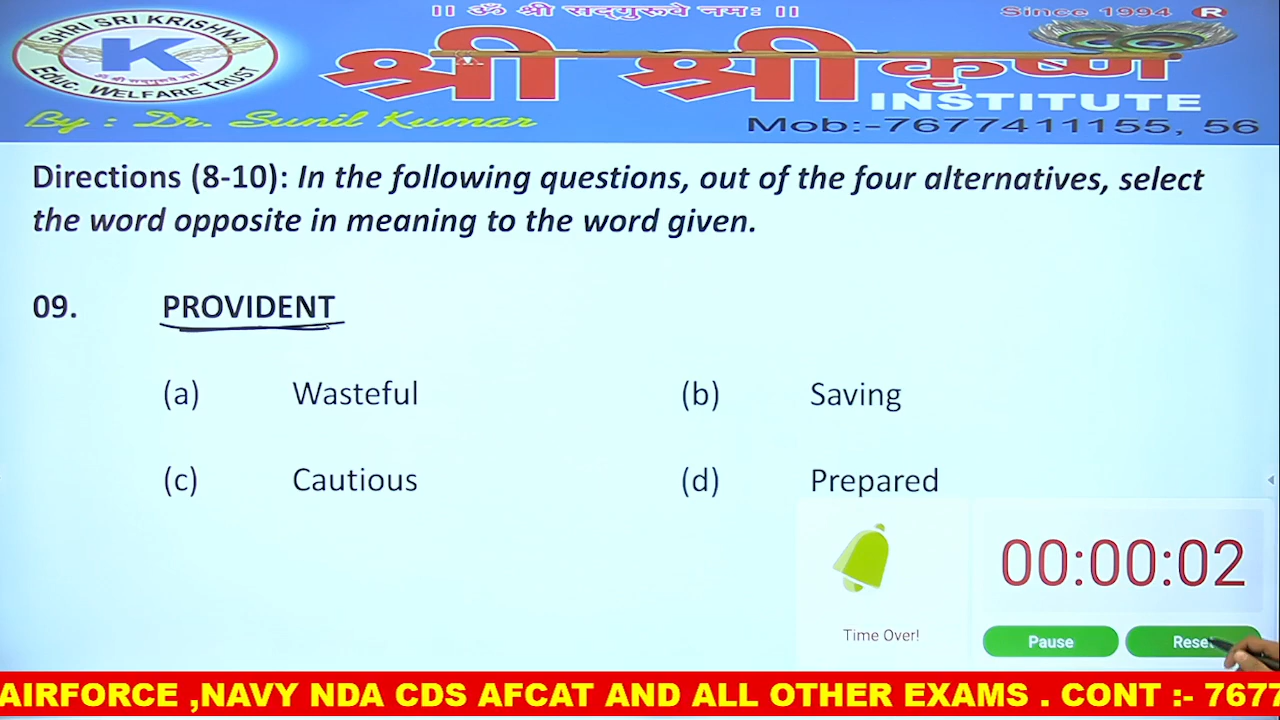 || ॐ श्री सद्गुरूवे नमः ||
Since 1994 R
SHRI SRI KRISHNA
K
ॐ श्री सद्गुरूवे नमः
EDUC. WELFARE TRUST
श्री श्री कृष्ण
INSTITUTE
By : Dr. Sunil Kumar
Mob:-7677411155, 56
Directions (8-10): In the following questions, out of the four alternatives, select
the word opposite in meaning to the word given.
09. PROVIDENT
(a) Wasteful (b) Saving
(c) Cautious (d) Prepared
00:00:02
Time Over!
Pause Reset
AIRFORCE ,NAVY NDA CDS AFCAT AND ALL OTHER EXAMS . CONT :- 7677